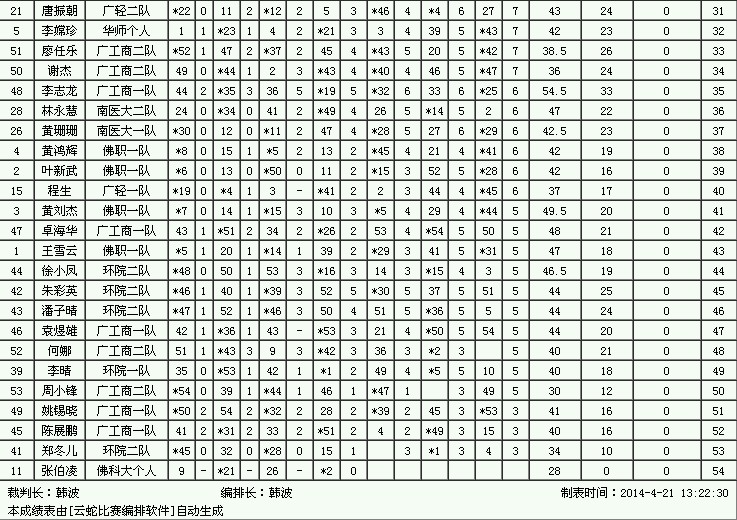 21 唐振朝 广轻二队 *22 0 11 2 *12 2 5 3 *46 4 *4 6 27 7 43 24 0 31
5 李嫦珍 华师个人 1 1 *23 1 4 2 *21 3 3 4 39 5 *43 7 42 23 0 32
51 廖任乐 广工商二队 *52 1 47 2 *37 2 45 4 *43 5 20 5 *42 7 38.5 26 0 33
50 谢杰 广工商二队 49 0 *44 1 2 3 *43 4 *40 4 46 5 *47 7 36 24 0 34
48 李志龙 广工商一队 44 2 *35 3 36 5 *19 5 *32 6 33 6 *25 6 54.5 33 0 35
28 林永慧 南医大二队 24 0 *34 0 41 2 *49 4 26 5 *14 5 2 6 47 22 0 36
26 黄珊珊 南医大一队 *30 0 12 0 *11 2 47 4 *28 5 27 6 *29 6 42.5 23 0 37
4 黄鸿辉 佛职一队 *8 0 15 1 *5 2 13 2 *45 4 21 4 *41 6 42 19 0 38
2 叶新武 佛职一队 *6 0 13 0 *50 0 11 2 *15 3 52 5 *28 6 42 16 0 39
15 程生 广轻一队 *19 0 *4 1 3 - *41 2 2 3 44 4 *45 6 37 17 0 40
3 黄刘杰 佛职一队 *7 0 14 1 *15 3 10 3 *5 4 29 4 *44 5 49.5 20 0 41
47 卓海华 广工商一队 43 1 *51 2 34 2 *26 2 53 4 *54 5 50 5 48 21 0 42
1 王雪云 佛职一队 *5 1 20 1 *14 1 39 2 *29 3 41 5 *31 5 47 18 0 43
44 徐小凤 环院二队 *48 0 50 1 53 3 *16 3 14 3 *15 4 3 5 46.5 19 0 44
42 朱彩英 环院二队 *46 1 40 1 *39 3 52 5 *30 5 37 5 51 5 44 25 0 45
43 潘子晴 环院二队 *47 1 52 1 *46 3 50 4 51 5 *36 5 5 5 44 24 0 46
46 袁煜雄 广工商一队 42 1 *36 1 43 - *53 3 21 4 *50 5 54 5 44 20 0 47
52 何娜 广工商二队 51 1 *43 3 9 3 *42 3 36 3 *2 3 5 40 21 0 48
39 李晴 环院一队 35 0 *53 1 42 1 *1 2 49 4 *5 5 10 5 40 18 0 49
53 周小锋 广工商二队 *54 0 39 1 *44 1 46 1 *47 1 3 49 5 30 12 0 50
49 姚锡晓 广工商一队 *50 2 54 2 *32 2 28 2 *39 2 45 3 *53 3 41 16 0 51
45 陈展鹏 广工商一队 41 2 *31 2 33 2 *51 2 4 2 *49 3 15 3 40 16 0 52
41 郑冬儿 环院二队 *45 0 32 0 *28 0 15 1 3 *1 3 4 3 34 10 0 53
11 张伯凌 佛科大个人 9 - *21 - 26 - *2 0 28 0 0 54
裁判长：韩波 编排长：韩波 制表时间：2014-4-21 13:22:30
本成绩表由[云蛇比赛编排软件]自动生成